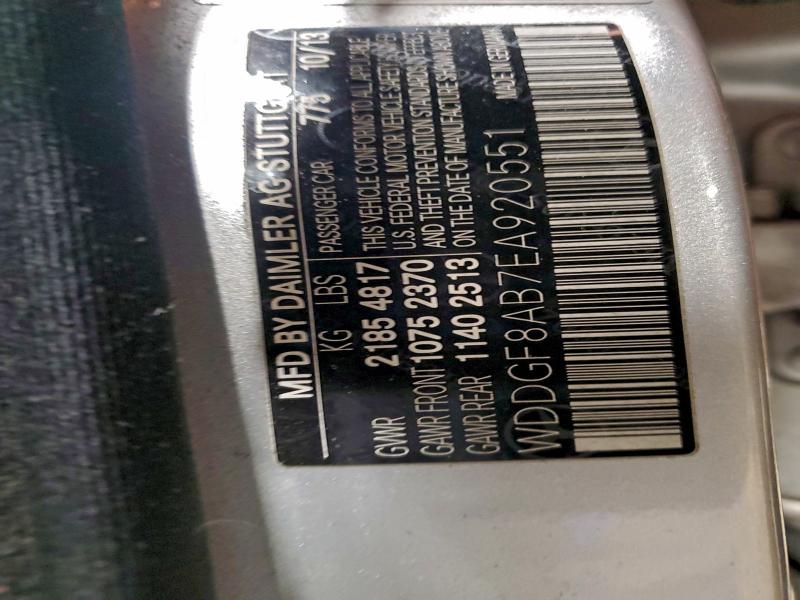 MFD BY DAIMLER AG STUTTGART
KG LBS PASSENGER CAR 775 10/13
GVWR 2185 4817 THIS VEHICLE CONFORMS TO ALL APPLICABLE
GAWR FRONT 1075 2370 U.S. FEDERAL MOTOR VEHICLE SAFETY, BUMPER
GAWR REAR 1140 2513 AND THEFT PREVENTION STANDARDS IN EFFECT
ON THE DATE OF MANUFACTURE SHOWN ABOVE
WDDGF8AB7EA920551 MADE IN GERMANY